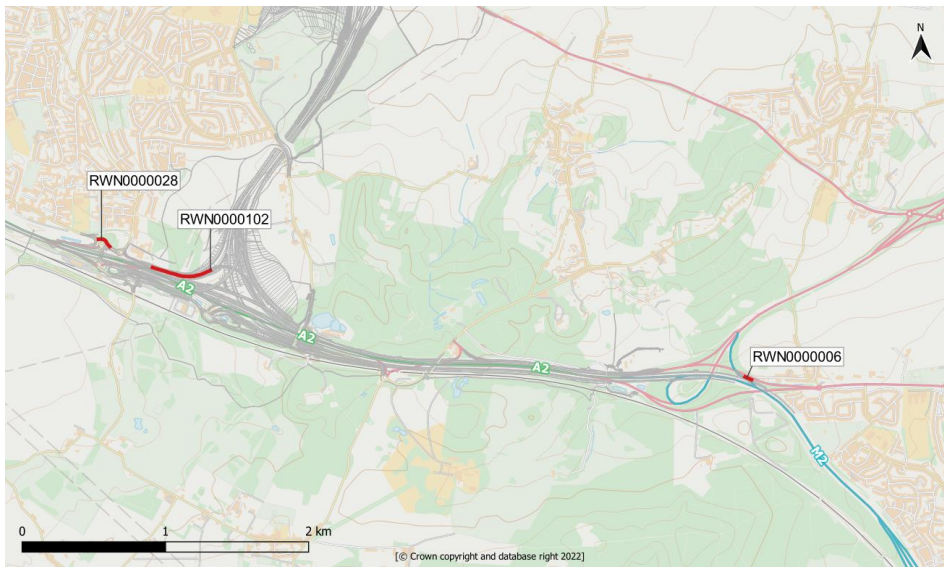 N
RWN0000028
RWN0000102
A2
A2
A2
RWN0000006
M2
0 1 2 km
[© Crown copyright and database right 2022]